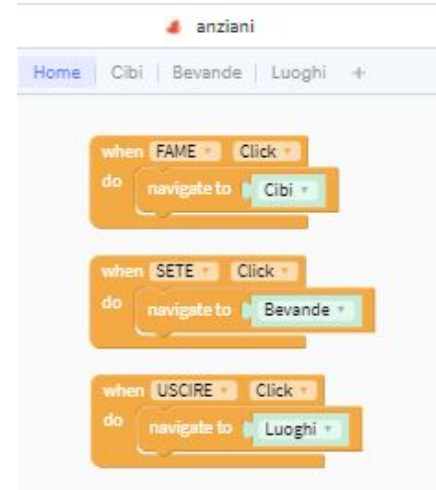 anziani
Home Cibi Bevande Luoghi +
when FAME Click
do navigate to Cibi
when SETE Click
do navigate to Bevande
when USCIRE Click
do navigate to Luoghi